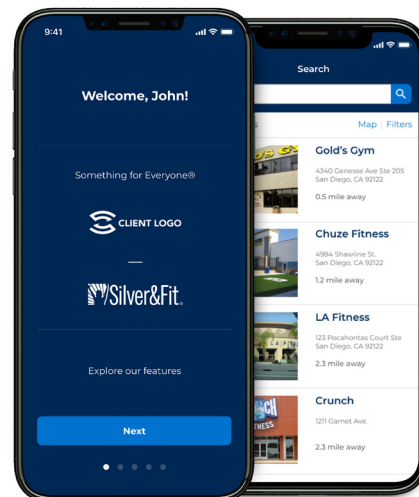 9:41
Welcome, John!
Something for Everyone®
CLIENT LOGO
Silver&Fit®
Explore our features
Next
Search
Map | Filters
Gold's Gym
4340 Genesse Ave Ste 205
San Diego, CA 92122
0.5 mile away
Chuze Fitness
4984 Shawline St.
San Diego, CA 92122
1.2 mile away
LA Fitness
123 Pocahontas Court Ste
San Diego, CA 92122
2.3 mile away
Crunch
1211 Garnet Ave.
2.3 mile away